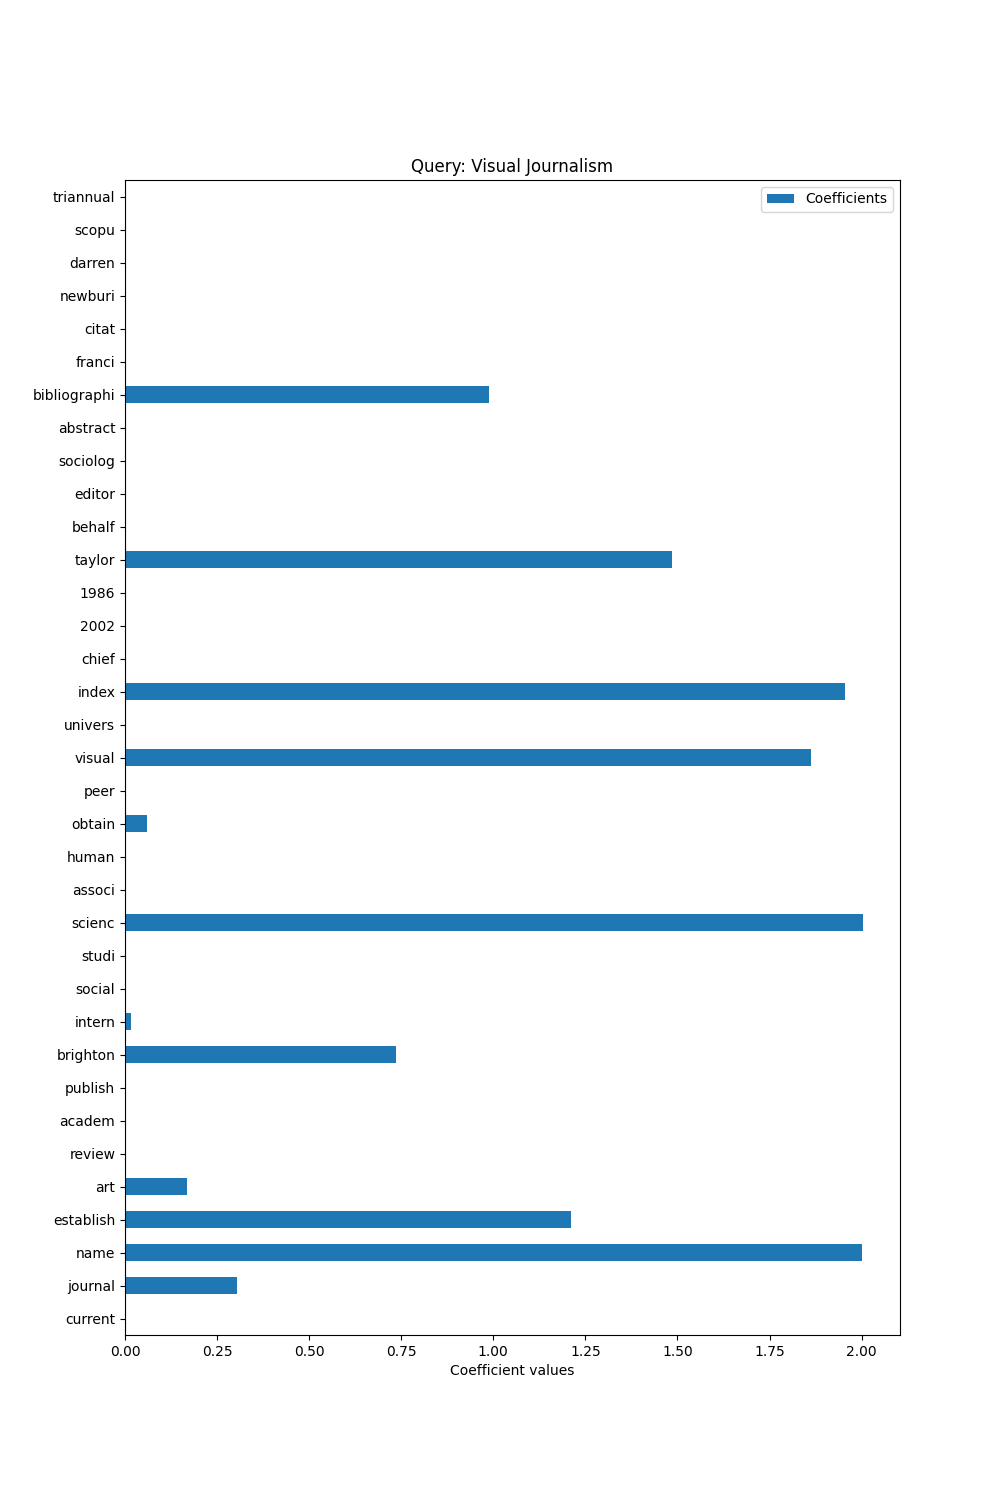 Query: Visual Journalism
Coefficients
triannual
scopu
darren
newburi
citat
franci
bibliographi
abstract
sociolog
editor
behalf
taylor
1986
2002
chief
index
univers
visual
peer
obtain
human
associ
scienc
studi
social
intern
brighton
publish
academ
review
art
establish
name
journal
current
0.00 0.25 0.50 0.75 1.00 1.25 1.50 1.75 2.00
Coefficient values